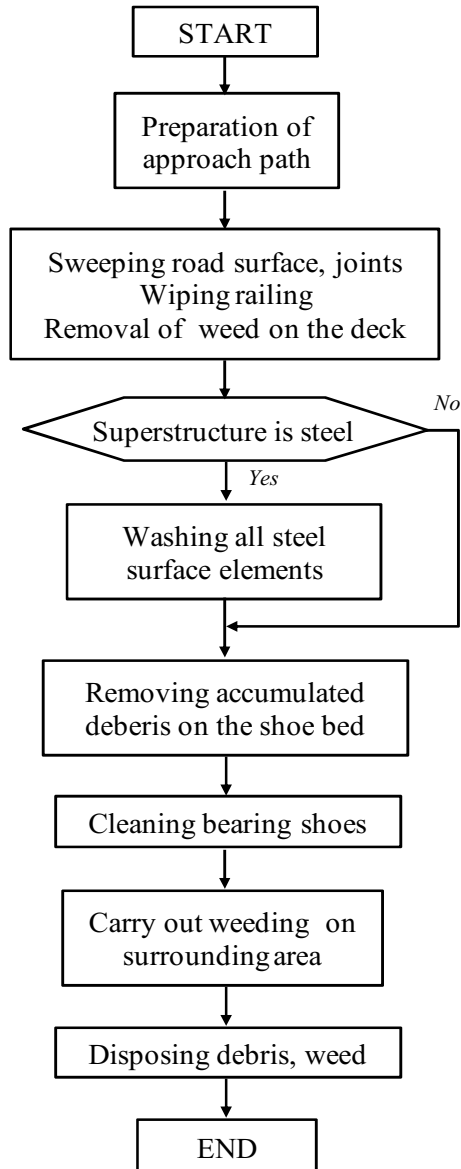 START
Preparation of
approach path
Sweeping road surface, joints
Wiping railing
Removal of weed on the deck
No
Superstructure is steel
Yes
Washing all steel
surface elements
Removing accumulated
deberis on the shoe bed
Cleaning bearing shoes
Carry out weeding on
surrounding area
Disposing debris, weed
END